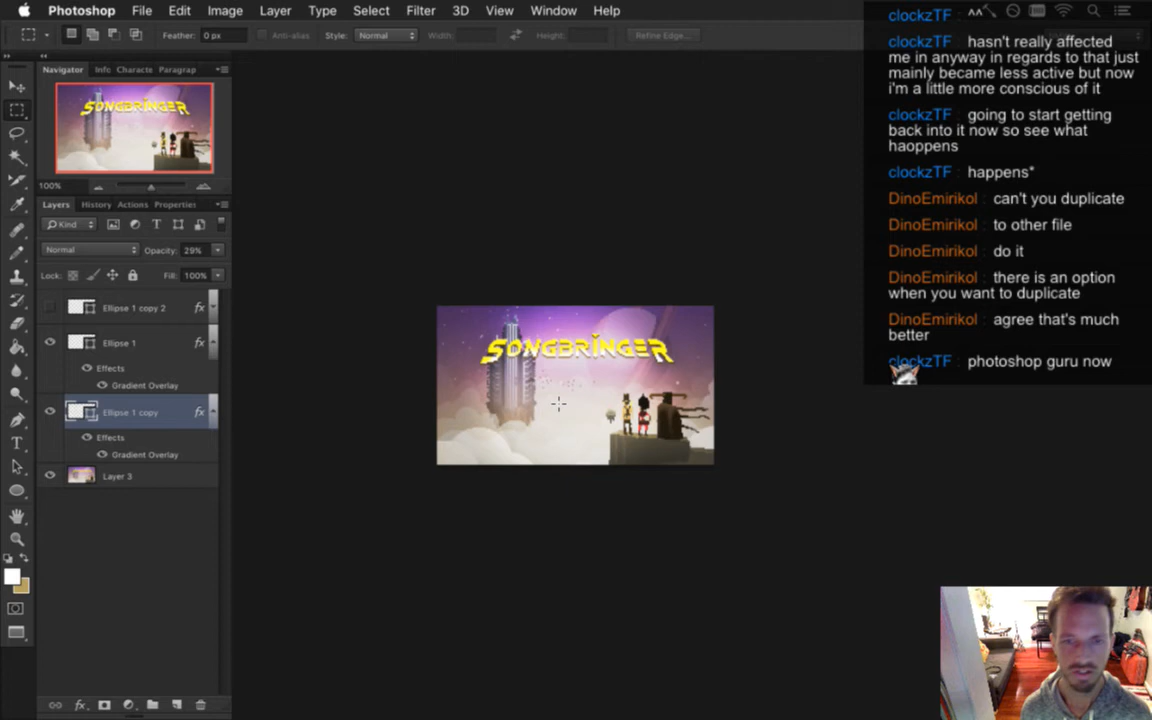 Photoshop File Edit Image Layer Type Select Filter 3D View Window Help
Feather: 0 px Anti-alias Style: Normal Width: Height: Refine Edge...
Navigator Info Characte Paragrap
SONGBRINGER
100%
Layers History Actions Properties
Kind
Normal Opacity: 29%
Lock: Fill: 100%
Ellipse 1 copy 2 fx
Ellipse 1 fx
Effects
Gradient Overlay
Ellipse 1 copy fx
Effects
Gradient Overlay
Layer 3
fx
SONGBRINGER
clockzTF :
clockzTF : hasn't really affected
me in anyway in regards to that just
mainly became less active but now
i'm a little more conscious of it
clockzTF : going to start getting
back into it now so see what
haoppens
clockzTF : happens*
DinoEmirikol : can't you duplicate
DinoEmirikol : to other file
DinoEmirikol : do it
DinoEmirikol : there is an option
when you want to duplicate
DinoEmirikol : agree that's much
better
clockzTF : photoshop guru now